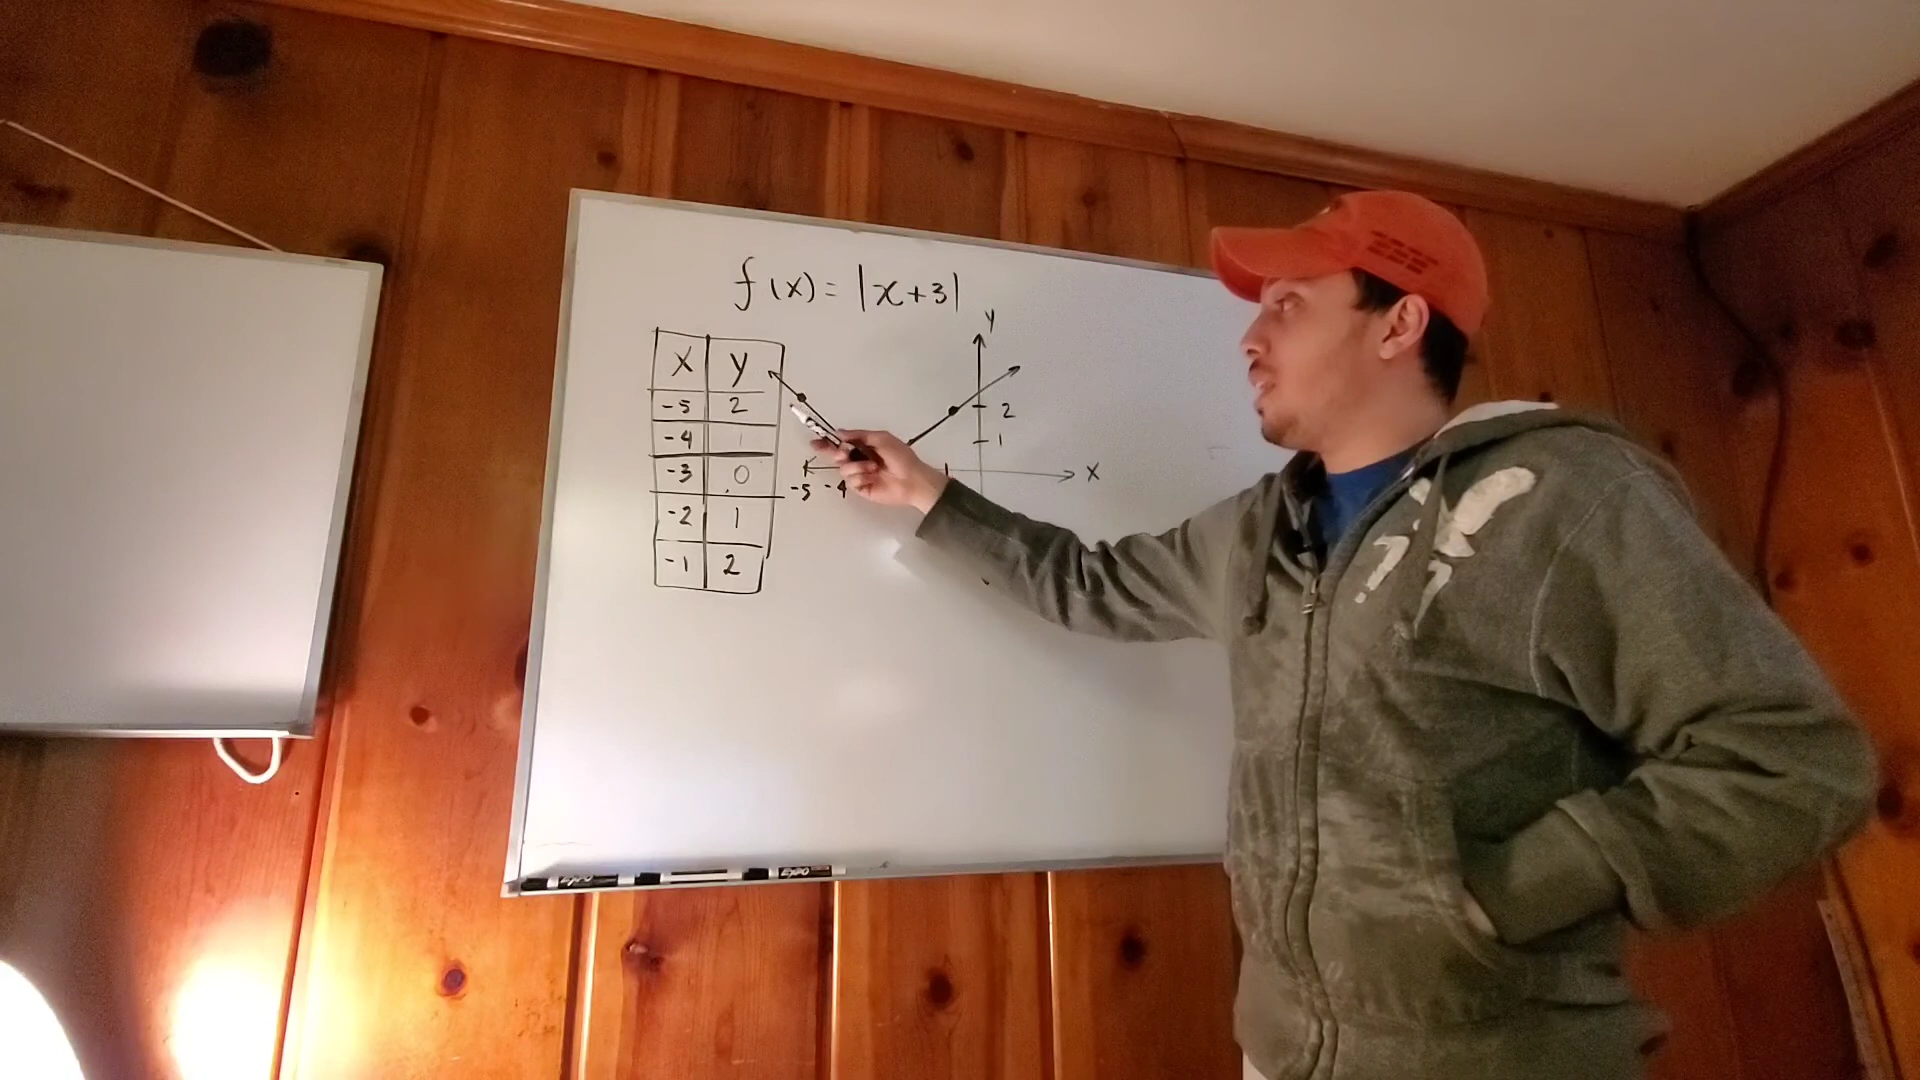 f(x) = |x+3|
X Y
-5 2
-4 1
-3 0
-2 1
-1 2
Y
2
1
X
-5 -4
EXPO
EXPO